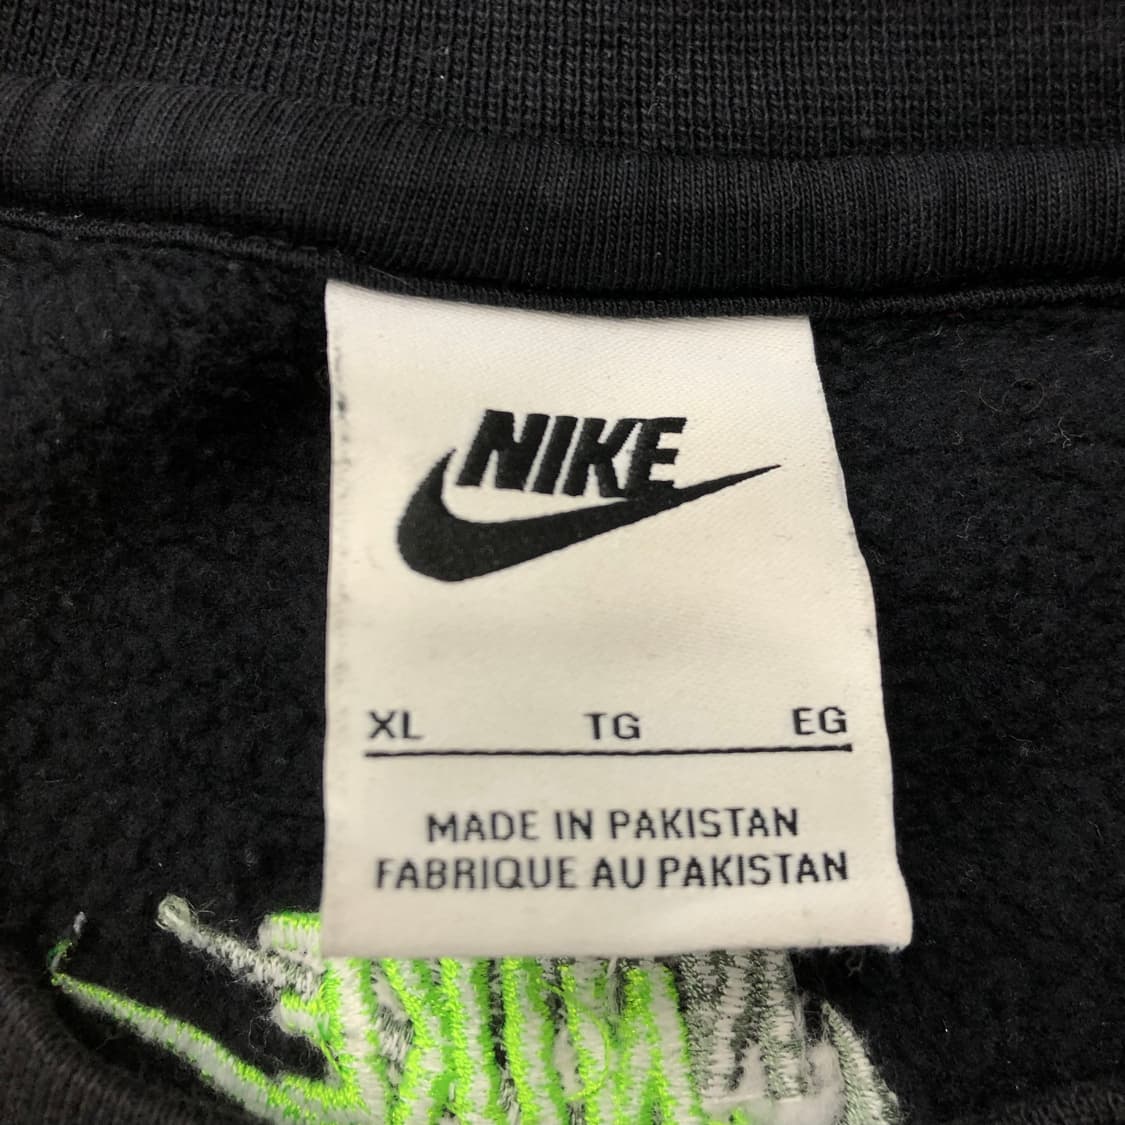 NIKE
XL TG EG
MADE IN PAKISTAN
FABRIQUE AU PAKISTAN